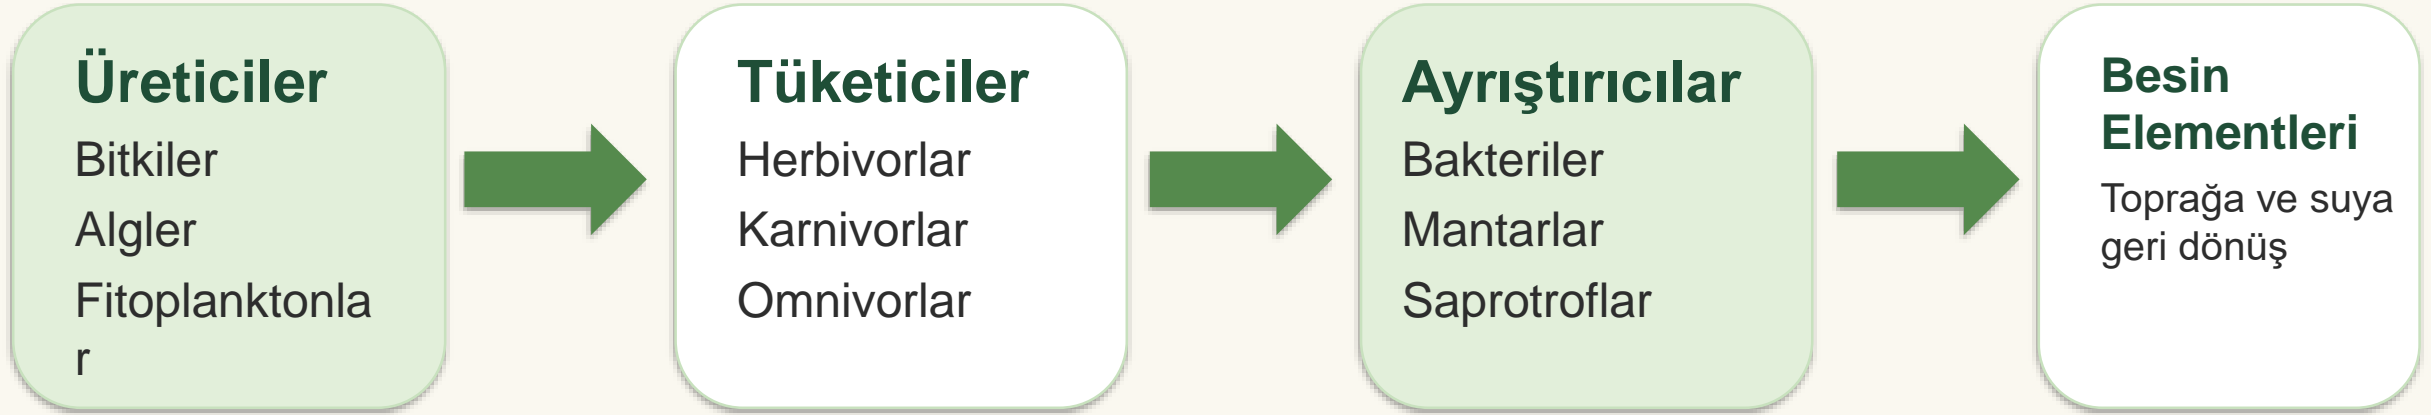 Üreticiler
Bitkiler
Algler
Fitoplanktonla
r
Tüketiciler
Herbivorlar
Karnivorlar
Omnivorlar
Ayrıştırıcılar
Bakteriler
Mantarlar
Saprotroflar
Besin
Elementleri
Toprağa ve suya
geri dönüş